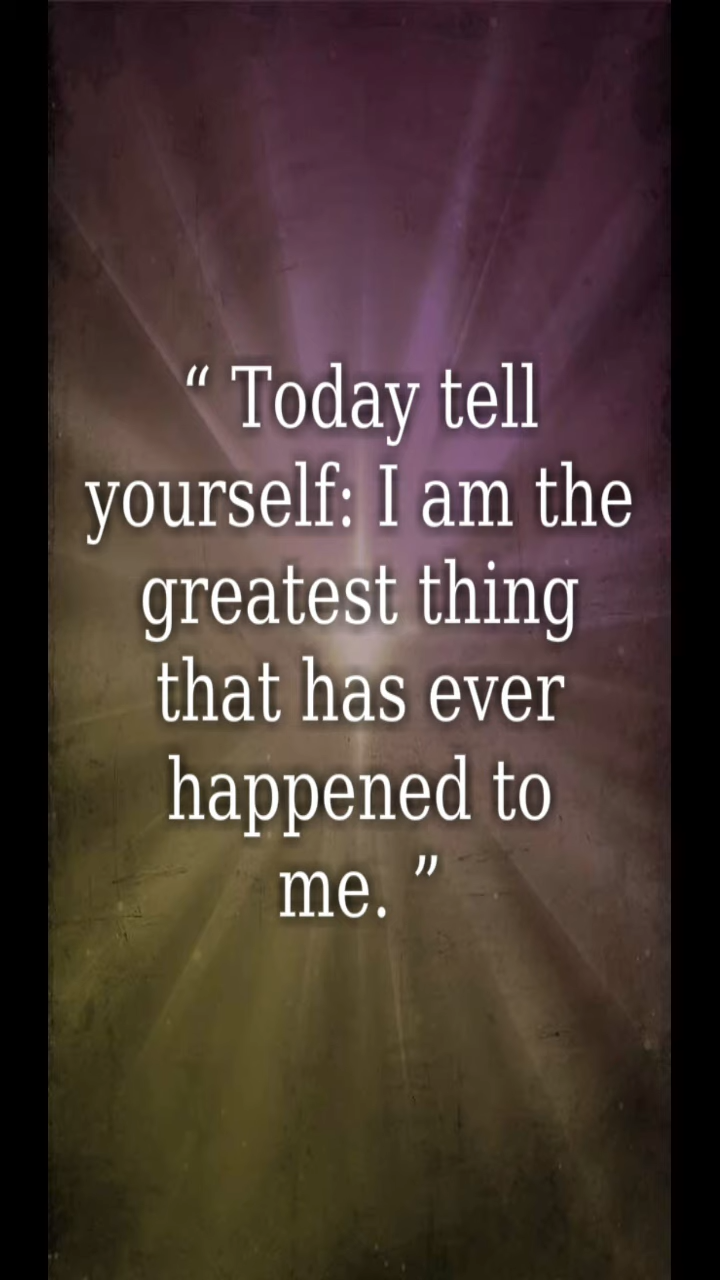 “ Today tell
yourself: I am the
greatest thing
that has ever
happened to
me. ”